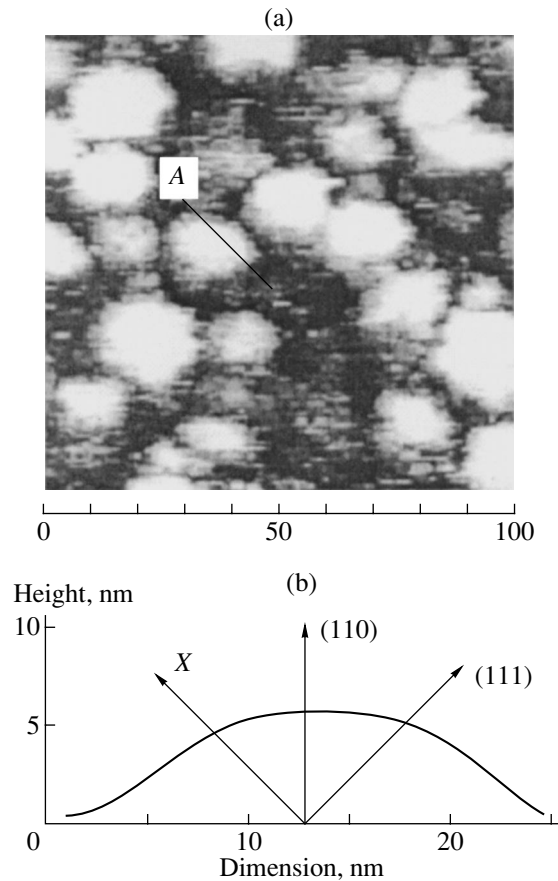 (a)
A
0 50 100
(b)
Height, nm
10
(110)
X
(111)
5
0 10 20
Dimension, nm